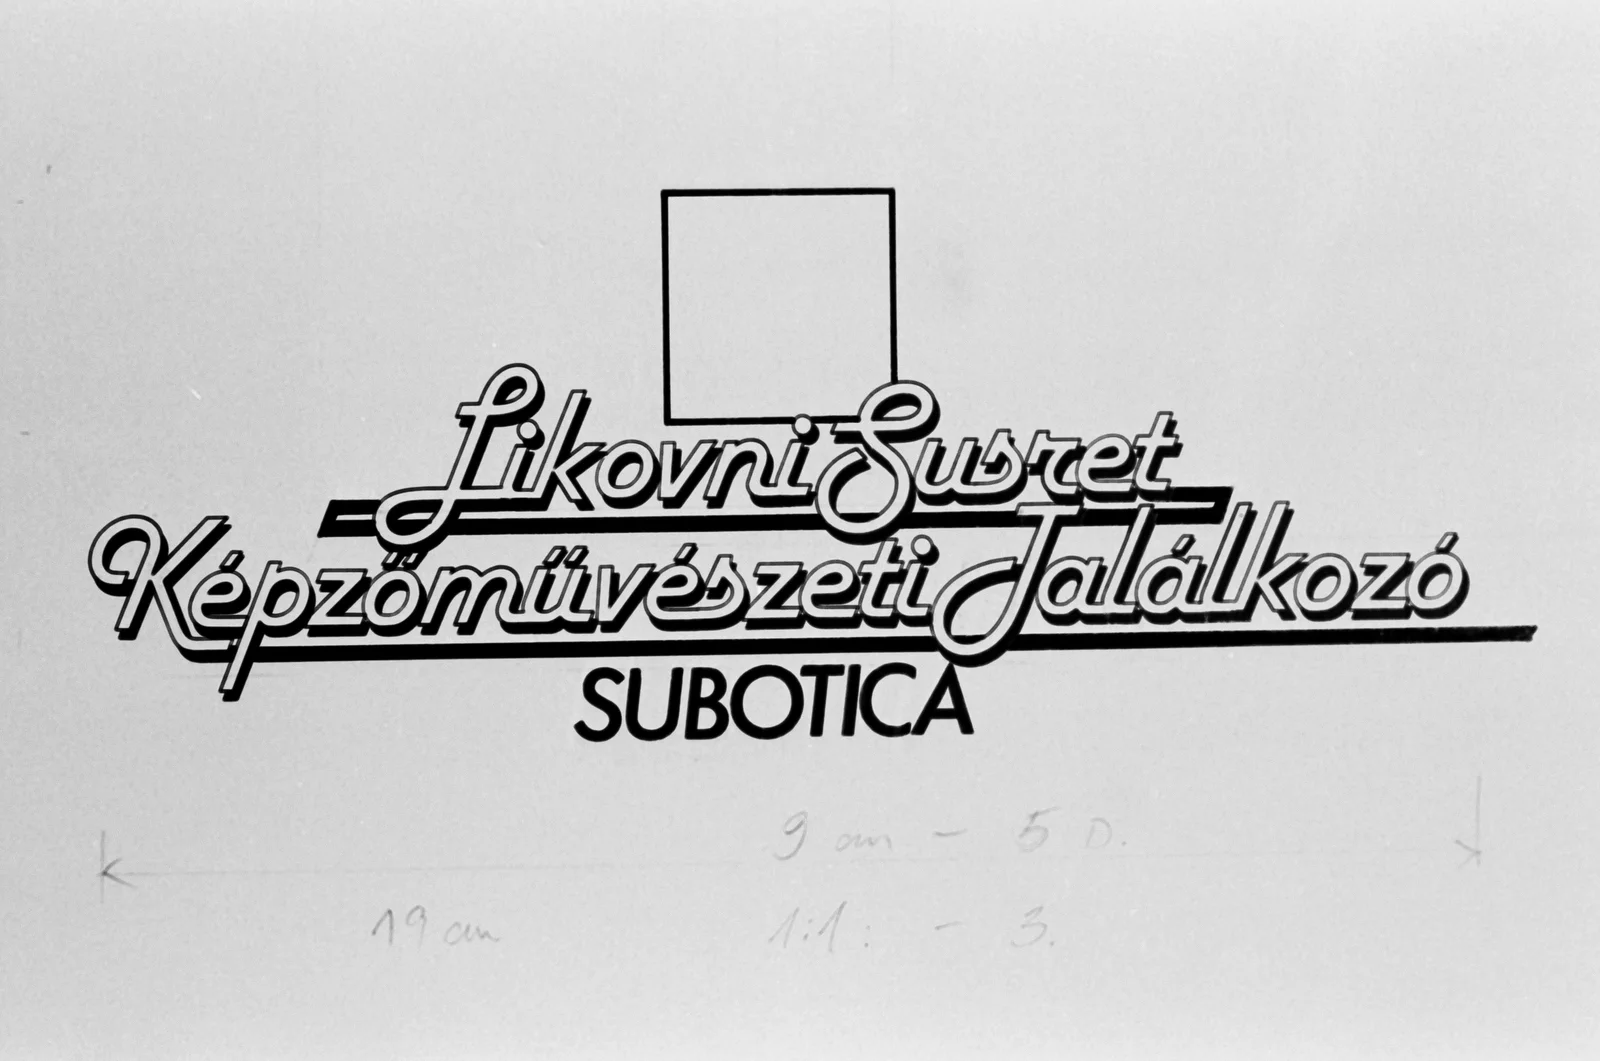 Likovni Susret
Képzőművészeti Találkozó
SUBOTICA
9 cm - 5 D.
19 cm
1:1: - 3.